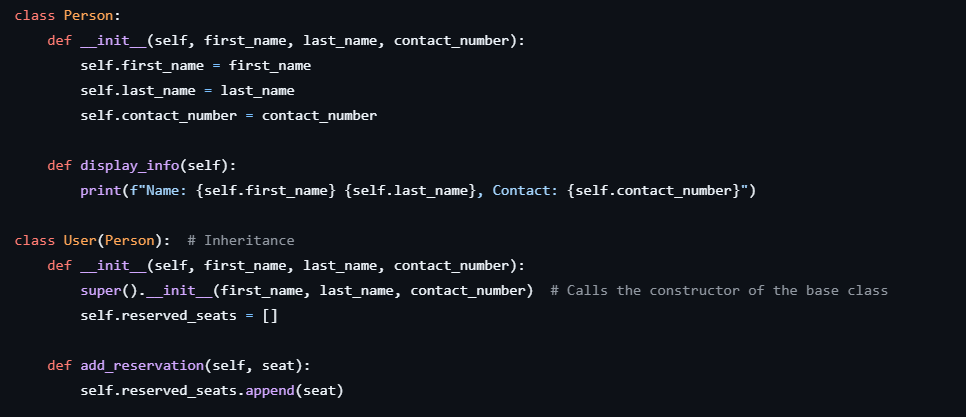 class Person:
    def __init__(self, first_name, last_name, contact_number):
        self.first_name = first_name
        self.last_name = last_name
        self.contact_number = contact_number

    def display_info(self):
        print(f"Name: {self.first_name} {self.last_name}, Contact: {self.contact_number}")

class User(Person):  # Inheritance
    def __init__(self, first_name, last_name, contact_number):
        super().__init__(first_name, last_name, contact_number)  # Calls the constructor of the base class
        self.reserved_seats = []

    def add_reservation(self, seat):
        self.reserved_seats.append(seat)